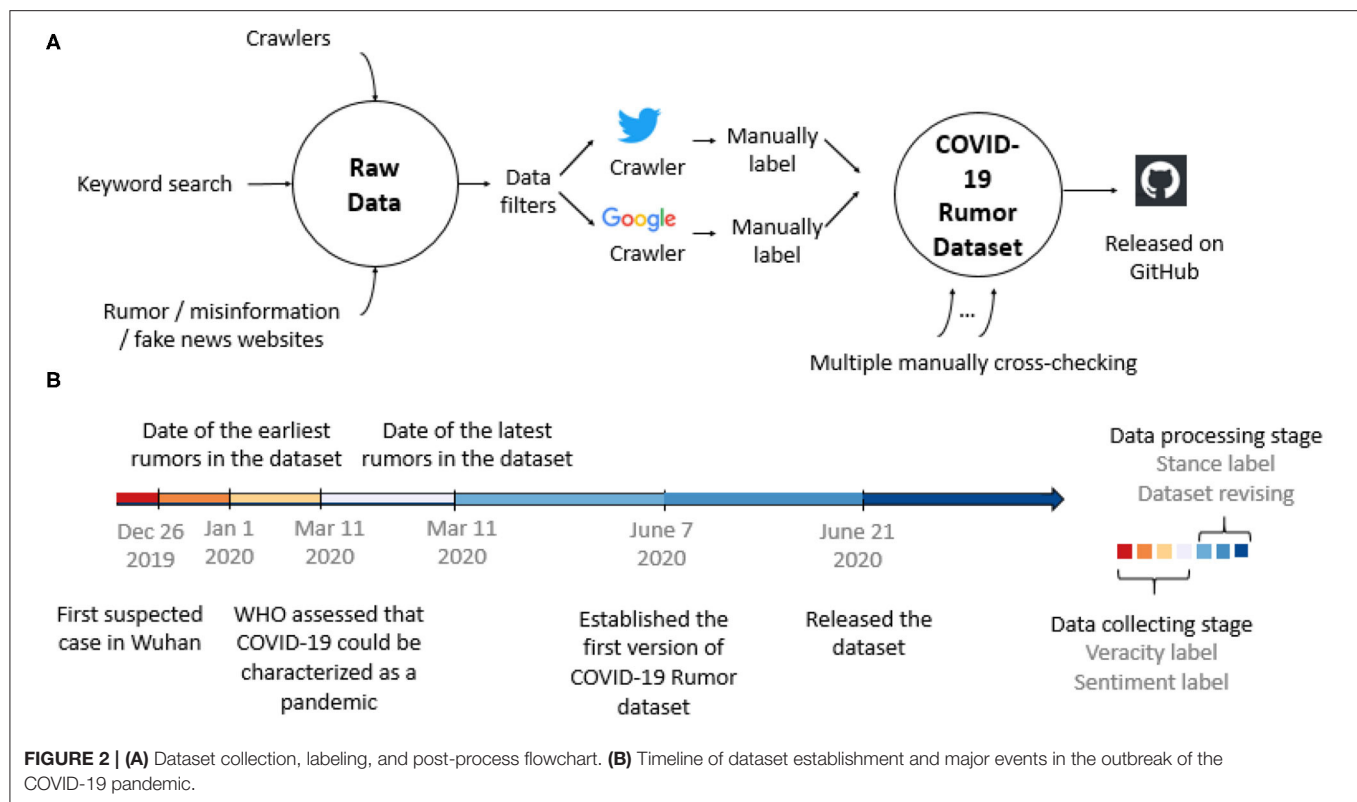 A
Crawlers
Keyword search
Rumor / misinformation
/ fake news websites
Raw
Data
Data
filters
Crawler
Manually
label
Google
Crawler
Manually
label
COVID-
19
Rumor
Dataset
Released on
GitHub
...
Multiple manually cross-checking
B
Date of the earliest
rumors in the dataset
Date of the latest
rumors in the dataset
Dec 26
2019
Jan 1
2020
Mar 11
2020
Mar 11
2020
June 7
2020
June 21
2020
First suspected
case in Wuhan
WHO assessed that
COVID-19 could be
characterized as a
pandemic
Established the
first version of
COVID-19 Rumor
dataset
Released the
dataset
Data processing stage
Stance label
Dataset revising
Data collecting stage
Veracity label
Sentiment label
FIGURE 2 | (A) Dataset collection, labeling, and post-process flowchart. (B) Timeline of dataset establishment and major events in the outbreak of the
COVID-19 pandemic.